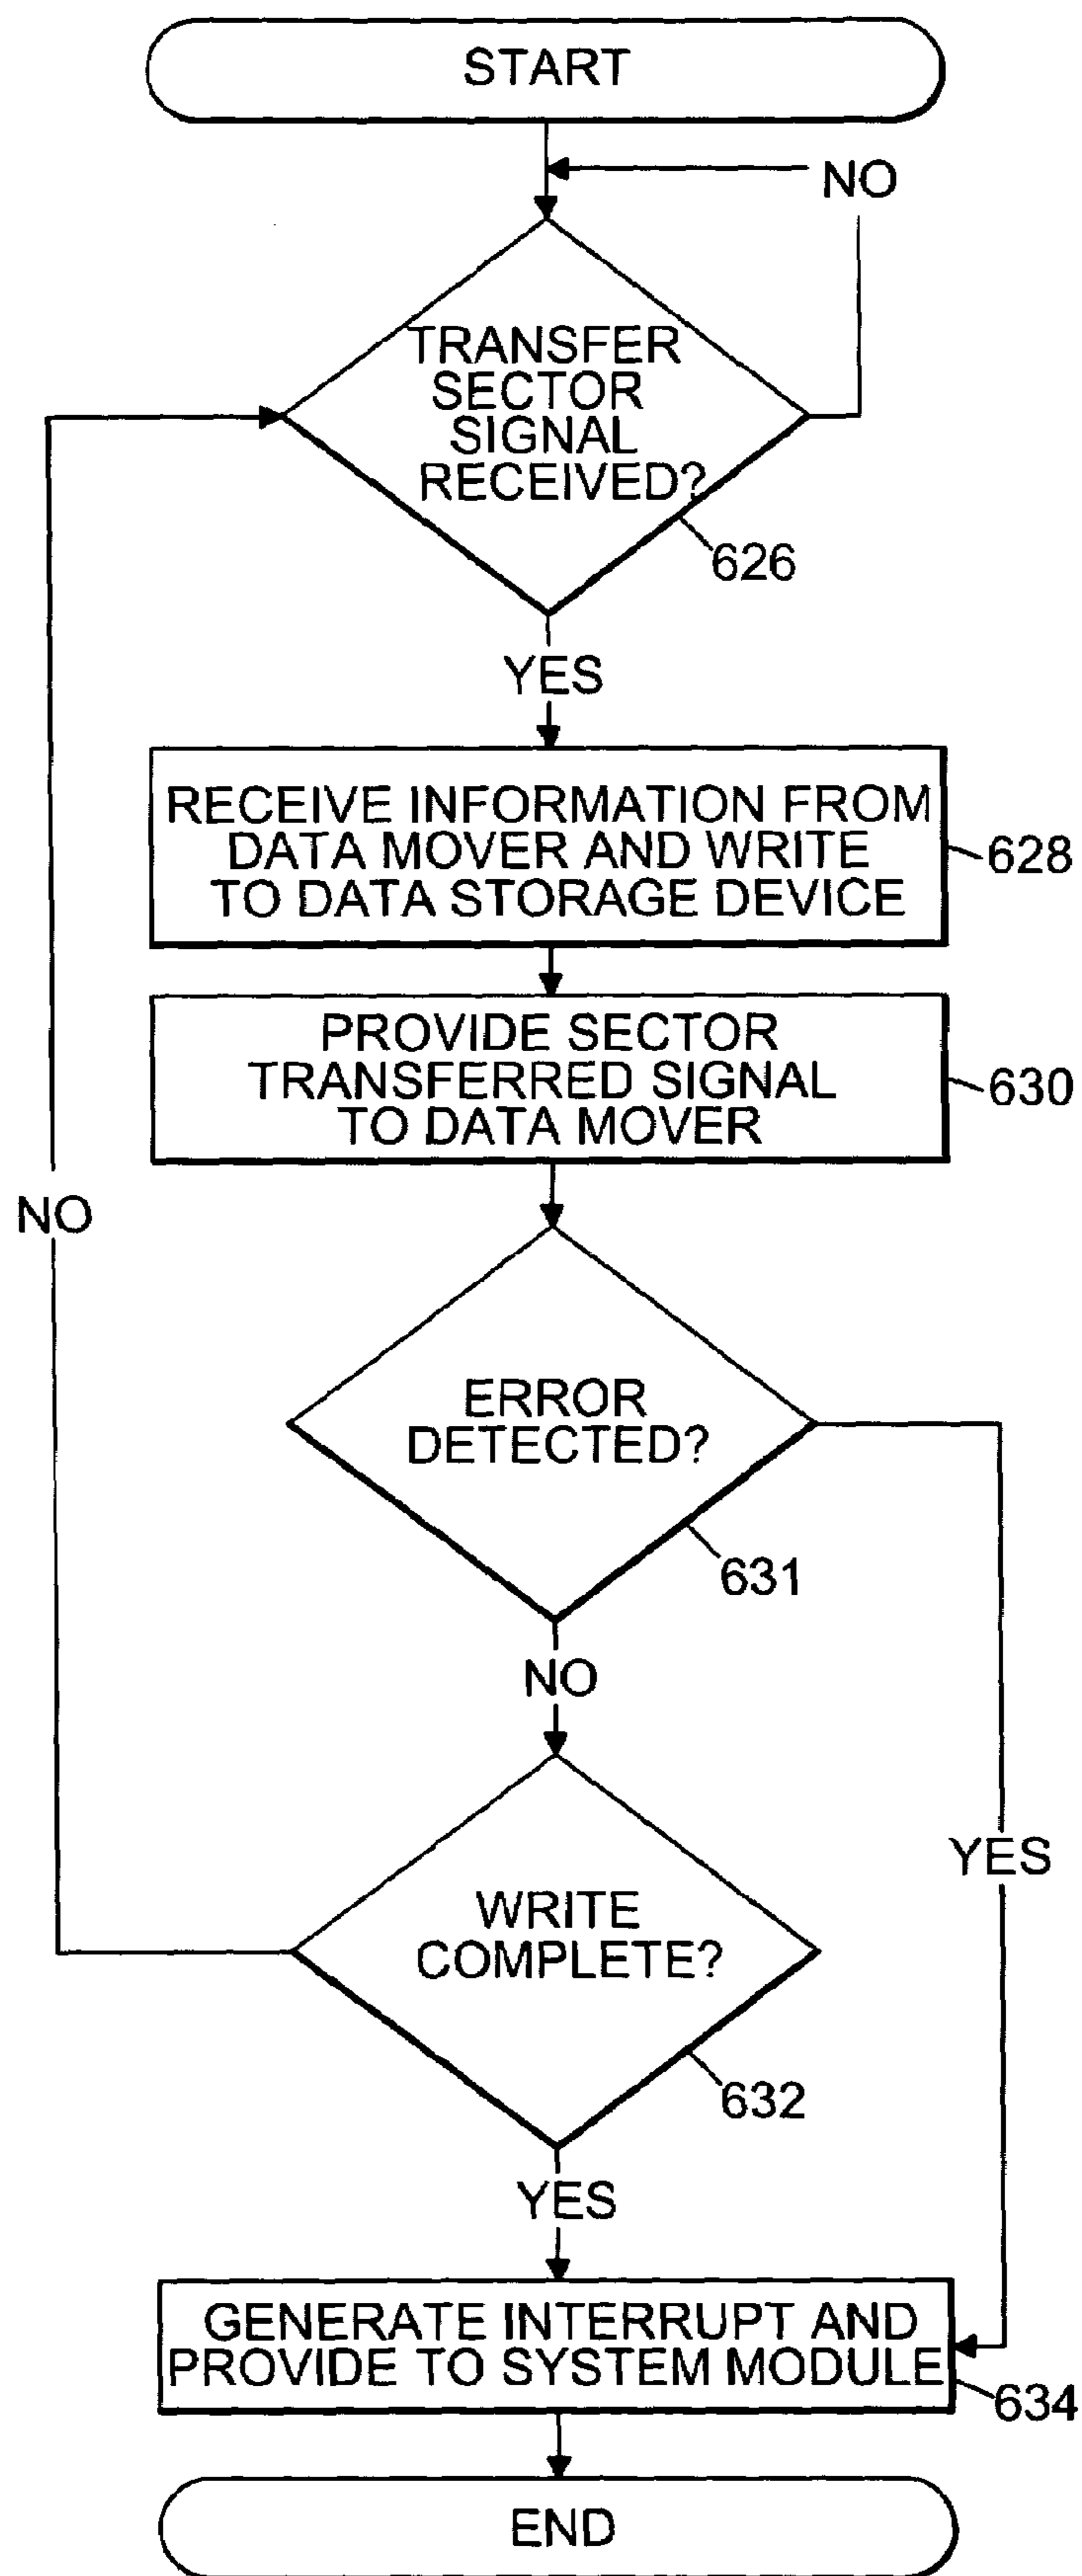 START
NO
TRANSFER
SECTOR
SIGNAL
RECEIVED?
626
YES
RECEIVE INFORMATION FROM
DATA MOVER AND WRITE
TO DATA STORAGE DEVICE
628
PROVIDE SECTOR
TRANSFERRED SIGNAL
TO DATA MOVER
630
NO
ERROR
DETECTED?
631
NO
YES
WRITE
COMPLETE?
632
YES
GENERATE INTERRUPT AND
PROVIDE TO SYSTEM MODULE
634
END